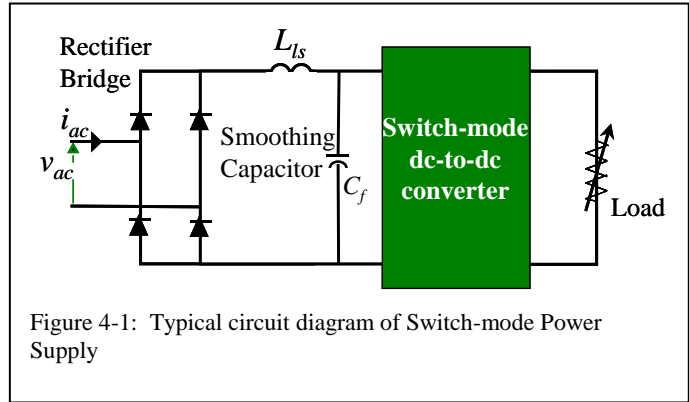 Rectifier
Bridge
L_ls
i_ac
v_ac
Smoothing
Capacitor
C_f
Switch-mode
dc-to-dc
converter
Load
Figure 4-1: Typical circuit diagram of Switch-mode Power
Supply